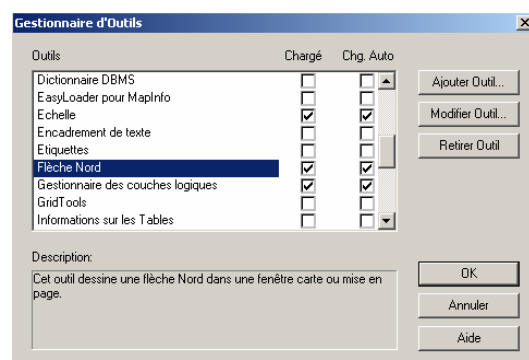 Gestionnaire d'Outils
Outils Chargé Chg. Auto
Dictionnaire DBMS
EasyLoader pour MapInfo
Echelle
Encadrement de texte
Etiquettes
Flèche Nord
Gestionnaire des couches logiques
GridTools
Informations sur les Tables
Ajouter Outil...
Modifier Outil...
Retirer Outil
Description:
Cet outil dessine une flèche Nord dans une fenêtre carte ou mise en
page.
OK
Annuler
Aide